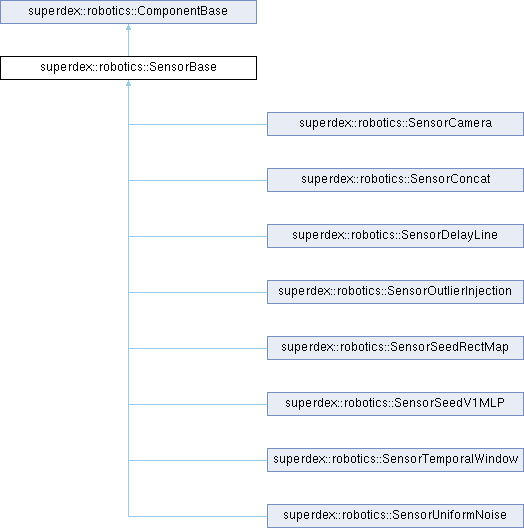 superdex::robotics::ComponentBase
superdex::robotics::SensorBase
superdex::robotics::SensorCamera
superdex::robotics::SensorConcat
superdex::robotics::SensorDelayLine
superdex::robotics::SensorOutlierInjection
superdex::robotics::SensorSeedRectMap
superdex::robotics::SensorSeedV1MLP
superdex::robotics::SensorTemporalWindow
superdex::robotics::SensorUniformNoise